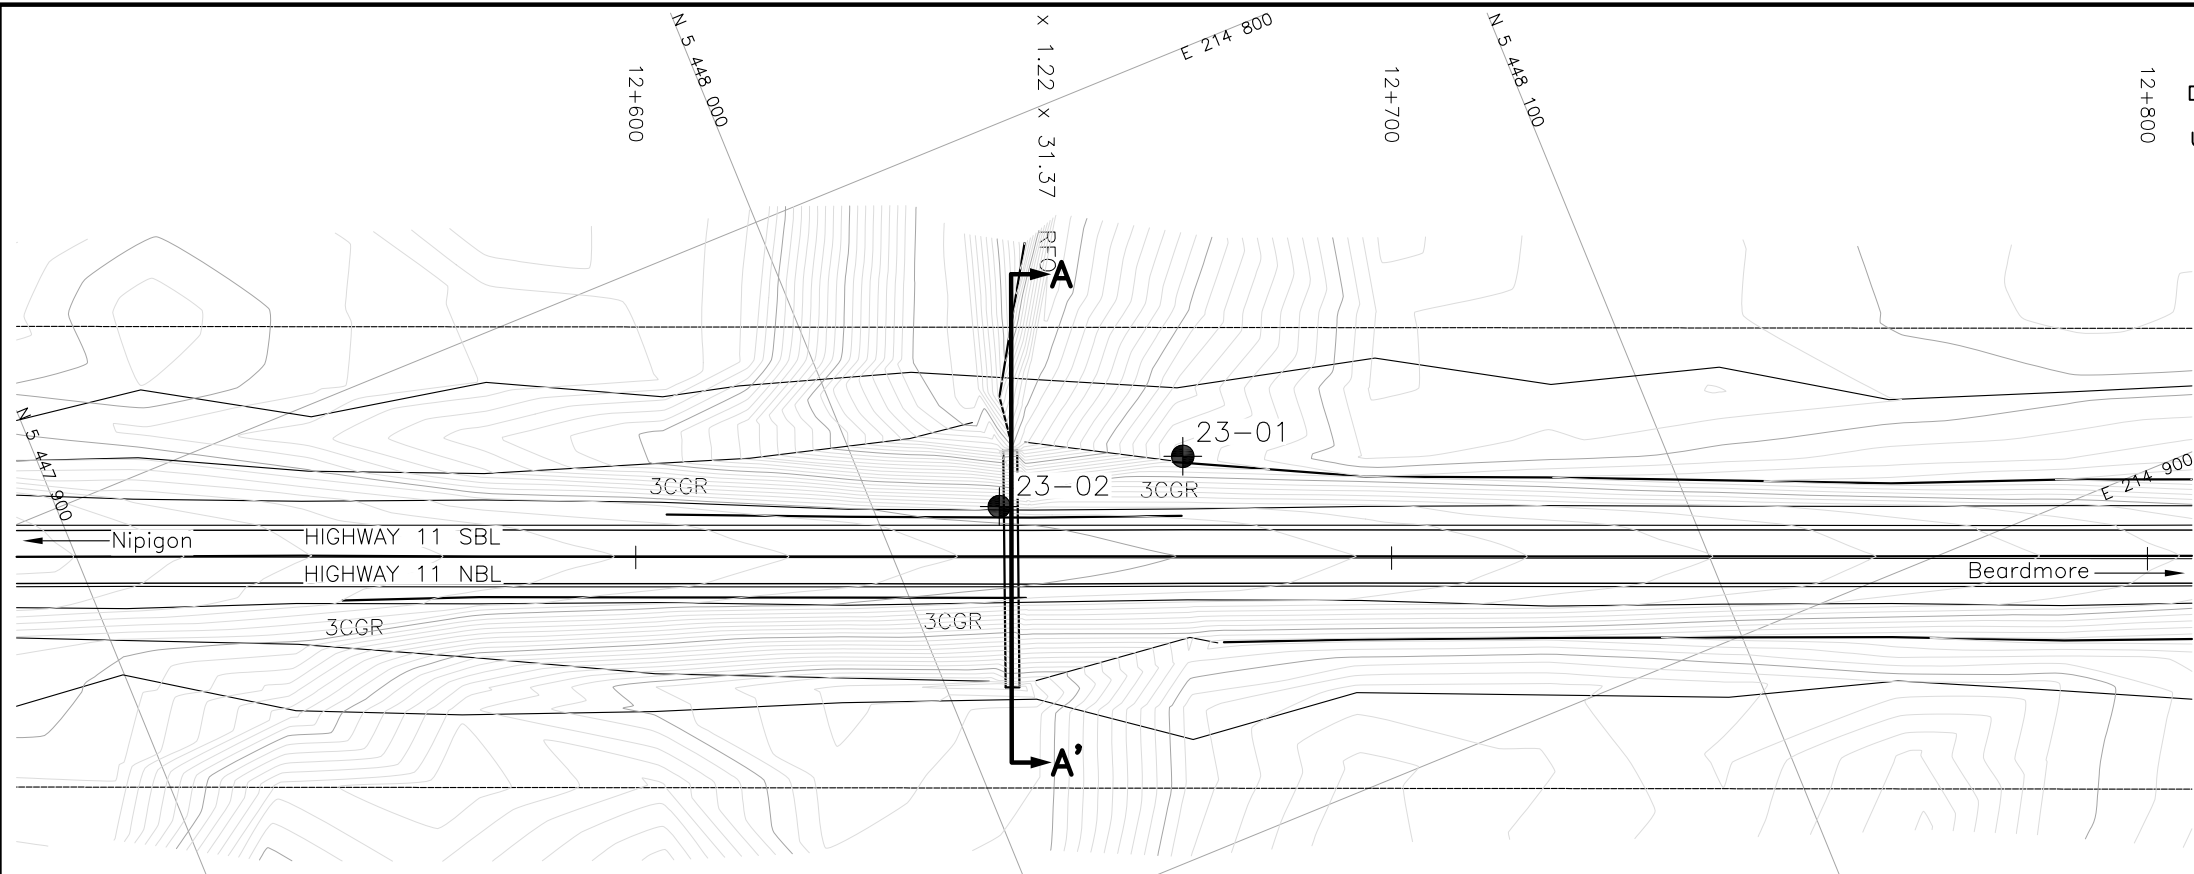 N 5 448 000
x 1.22 x 31.37 RFO
E 214 800
N 5 448 100
12+600
12+700
12+800
A
N 5 447 900
23-01
23-02
3CGR
3CGR
E 214 900
Nipigon
HIGHWAY 11 SBL
HIGHWAY 11 NBL
Beardmore
3CGR
3CGR
A'